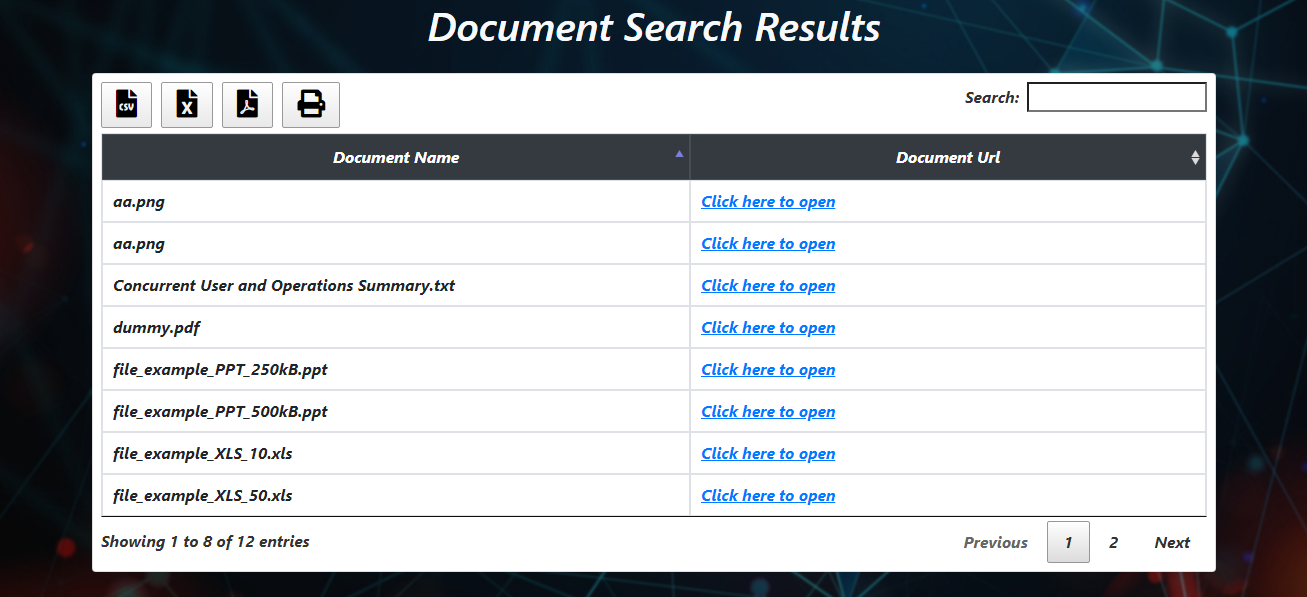 Document Search Results
CSV X Search:
Document Name Document Url
aa.png Click here to open
aa.png Click here to open
Concurrent User and Operations Summary.txt Click here to open
dummy.pdf Click here to open
file_example_PPT_250kB.ppt Click here to open
file_example_PPT_500kB.ppt Click here to open
file_example_XLS_10.xls Click here to open
file_example_XLS_50.xls Click here to open
Showing 1 to 8 of 12 entries Previous 1 2 Next